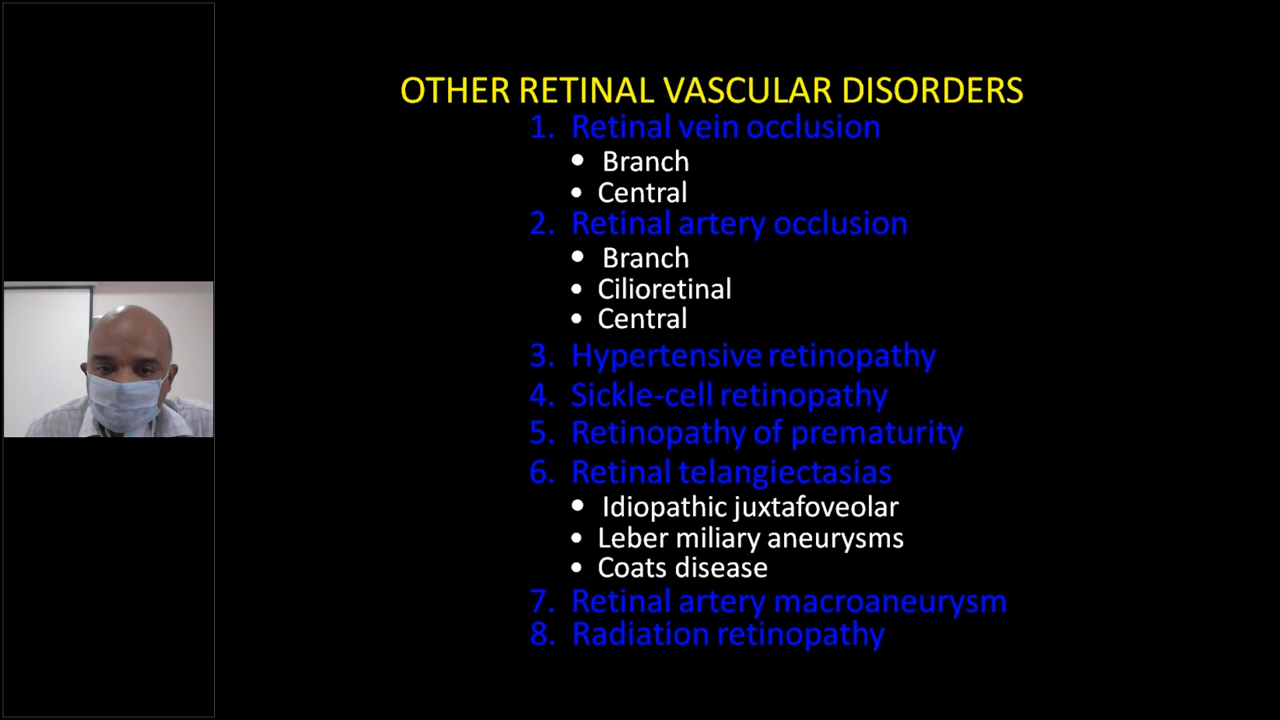 OTHER RETINAL VASCULAR DISORDERS
1. Retinal vein occlusion
• Branch
• Central
2. Retinal artery occlusion
• Branch
• Cilioretinal
• Central
3. Hypertensive retinopathy
4. Sickle-cell retinopathy
5. Retinopathy of prematurity
6. Retinal telangiectasias
• Idiopathic juxtafoveolar
• Leber miliary aneurysms
• Coats disease
7. Retinal artery macroaneurysm
8. Radiation retinopathy